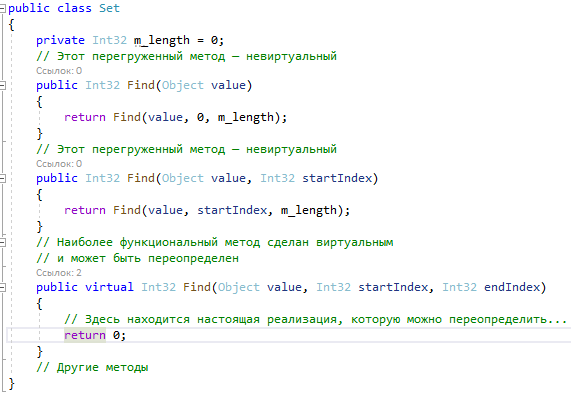 public class Set
{
private Int32 m_length = 0;
// Этот перегруженный метод — невиртуальный
Ссылок: 0
public Int32 Find(Object value)
{
return Find(value, 0, m_length);
}
// Этот перегруженный метод — невиртуальный
Ссылок: 0
public Int32 Find(Object value, Int32 startIndex)
{
return Find(value, startIndex, m_length);
}
// Наиболее функциональный метод сделан виртуальным
// и может быть переопределен
Ссылок: 2
public virtual Int32 Find(Object value, Int32 startIndex, Int32 endIndex)
{
// Здесь находится настоящая реализация, которую можно переопределить...
return 0;
}
// Другие методы
}